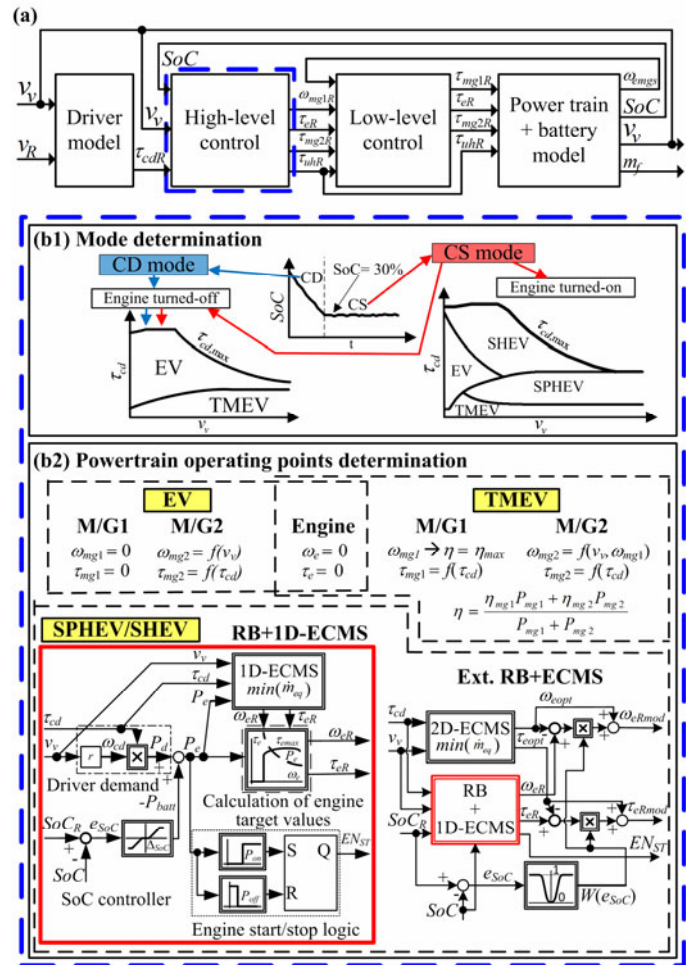 (a)
SoC
v_v
v_R
Driver model
τ_cdR
v_v
High-level control
ω_mg1R
τ_eR
τ_mg2R
τ_uhR
Low-level control
τ_mg1R
τ_eR
τ_mg2R
τ_uhR
Power train + battery model
ω_emgs
SoC
v_v
m_f
(b1) Mode determination
CD mode
Engine turned-off
τ_cd
EV
TMEV
τ_cd,max
v_v
SoC
CD
SoC= 30%
CS
t
CS mode
Engine turned-on
τ_cd
EV
SHEV
τ_cd,max
SPHEV
TMEV
v_v
(b2) Powertrain operating points determination
EV
M/G1 M/G2
ω_mg1 = 0 ω_mg2 = f(v_v)
τ_mg1 = 0 τ_mg2 = f(τ_cd)
Engine
ω_e = 0
τ_e = 0
TMEV
M/G1 M/G2
ω_mg1 → η = η_max ω_mg2 = f(v_v, ω_mg1)
τ_mg1 = f(τ_cd) τ_mg2 = f(τ_cd)
η = (η_mg1 P_mg1 + η_mg2 P_mg2) / (P_mg1 + P_mg2)
SPHEV/SHEV
RB+1D-ECMS
v_v
τ_cd
P_e
1D-ECMS
min(ṁ_eq)
ω_eR τ_eR
τ_cd
v_v
r
ω_cd
×
P_d
P_e
Driver demand
+
+
-P_batt
τ_e
τ_emax
P_e
ω_e
ω_eR
τ_eR
Calculation of engine target values
SoC_R
+
-
e_SoC
Δ_SoC
SoC
SoC controller
P_on
P_off
S
R
Q
EN_ST
Engine start/stop logic
Ext. RB+ECMS
τ_cd
v_v
2D-ECMS
min(ṁ_eq)
ω_eopt
τ_eopt
+
-
×
+
+
ω_eRmod
ω_eR
RB + 1D-ECMS
τ_eR
+
-
×
+
+
τ_eRmod
EN_ST
SoC_R
+
-
SoC
e_SoC
1
0
W(e_SoC)